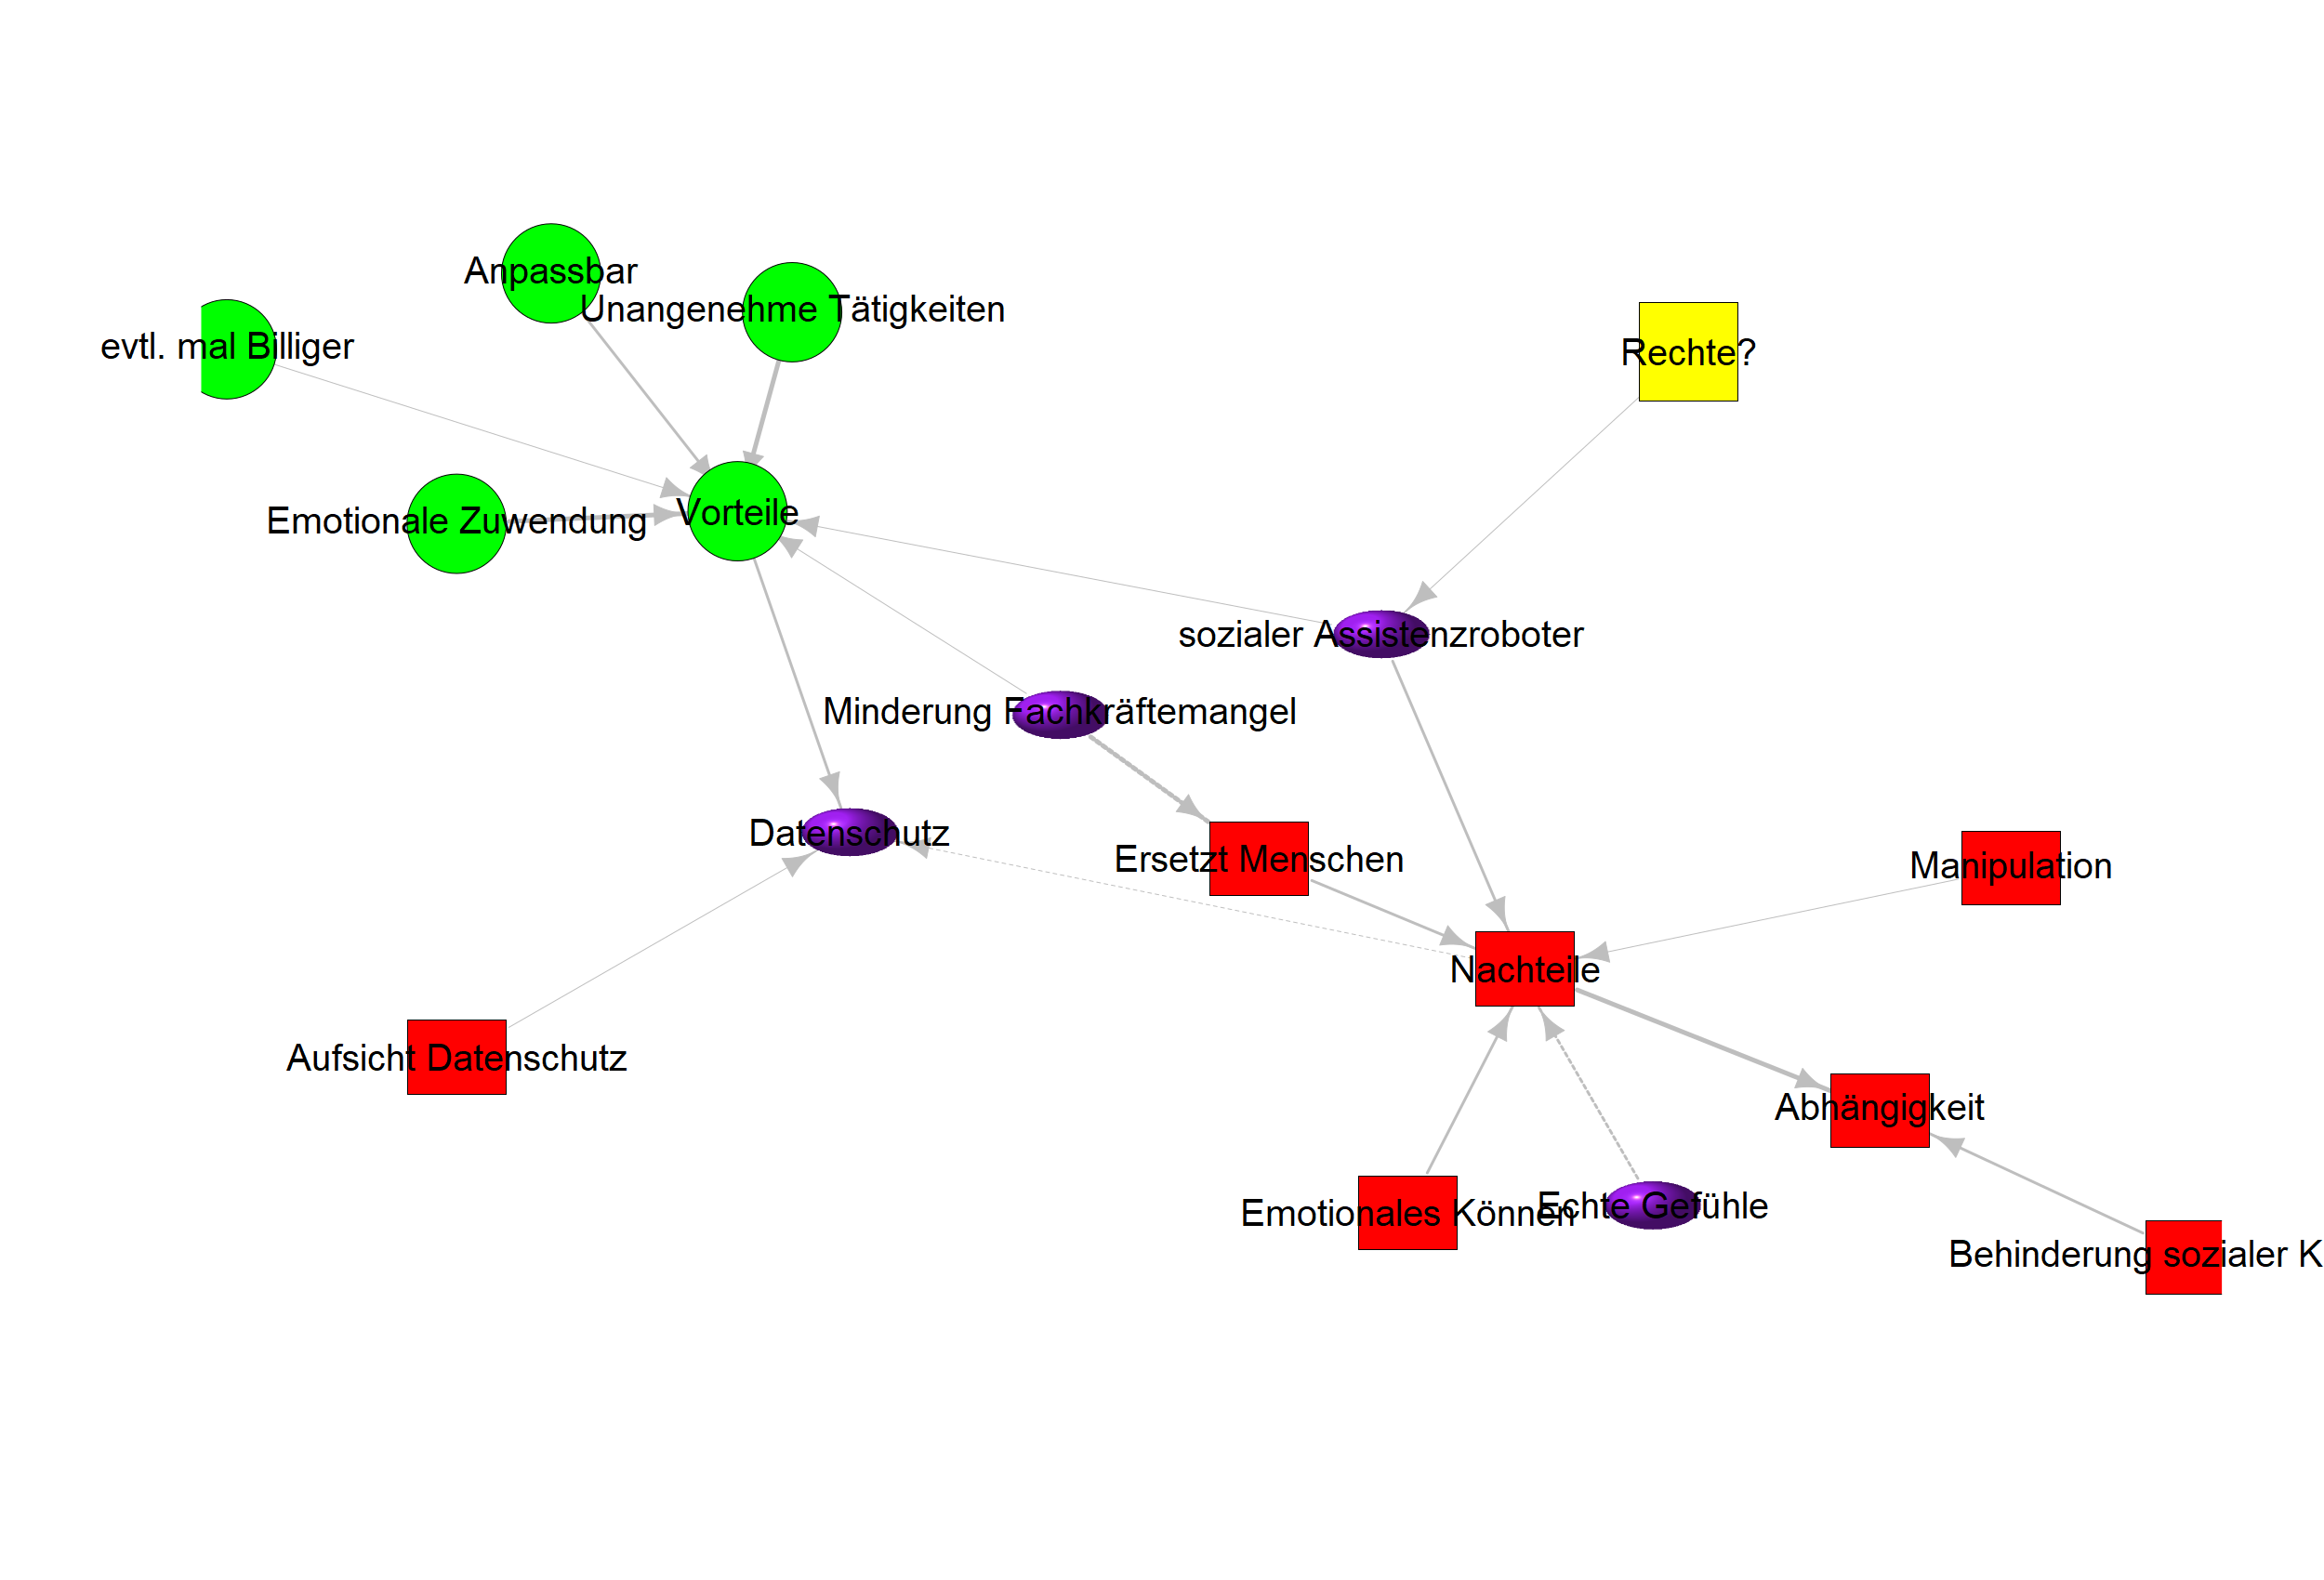 Anpassbar
Unangenehme Tätigkeiten
evtl. mal Billiger
Rechte?
Vorteile
Emotionale Zuwendung
sozialer Assistenzroboter
Minderung Fachkräftemangel
Datenschutz
Ersetzt Menschen
Manipulation
Nachteile
Aufsicht Datenschutz
Abhängigkeit
Emotionales Können
Echte Gefühle
Behinderung sozialer K